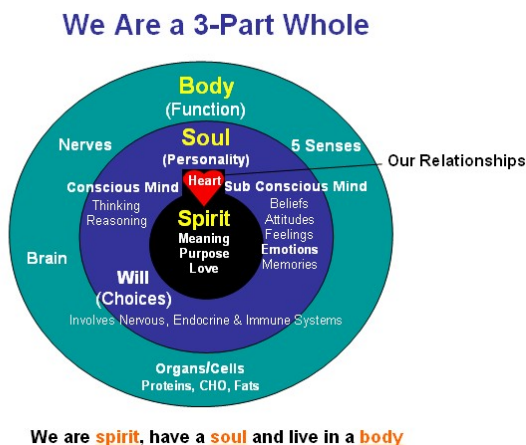 We Are a 3-Part Whole
Body
(Function)
Nerves
5 Senses
Soul
(Personality)
Our Relationships
Heart
Conscious Mind
Thinking
Reasoning
Sub Conscious Mind
Beliefs
Attitudes
Feelings
Emotions
Memories
Spirit
Meaning
Purpose
Love
Brain
Will
(Choices)
Involves Nervous, Endocrine & Immune Systems
Organs/Cells
Proteins, CHO, Fats
We are spirit, have a soul and live in a body